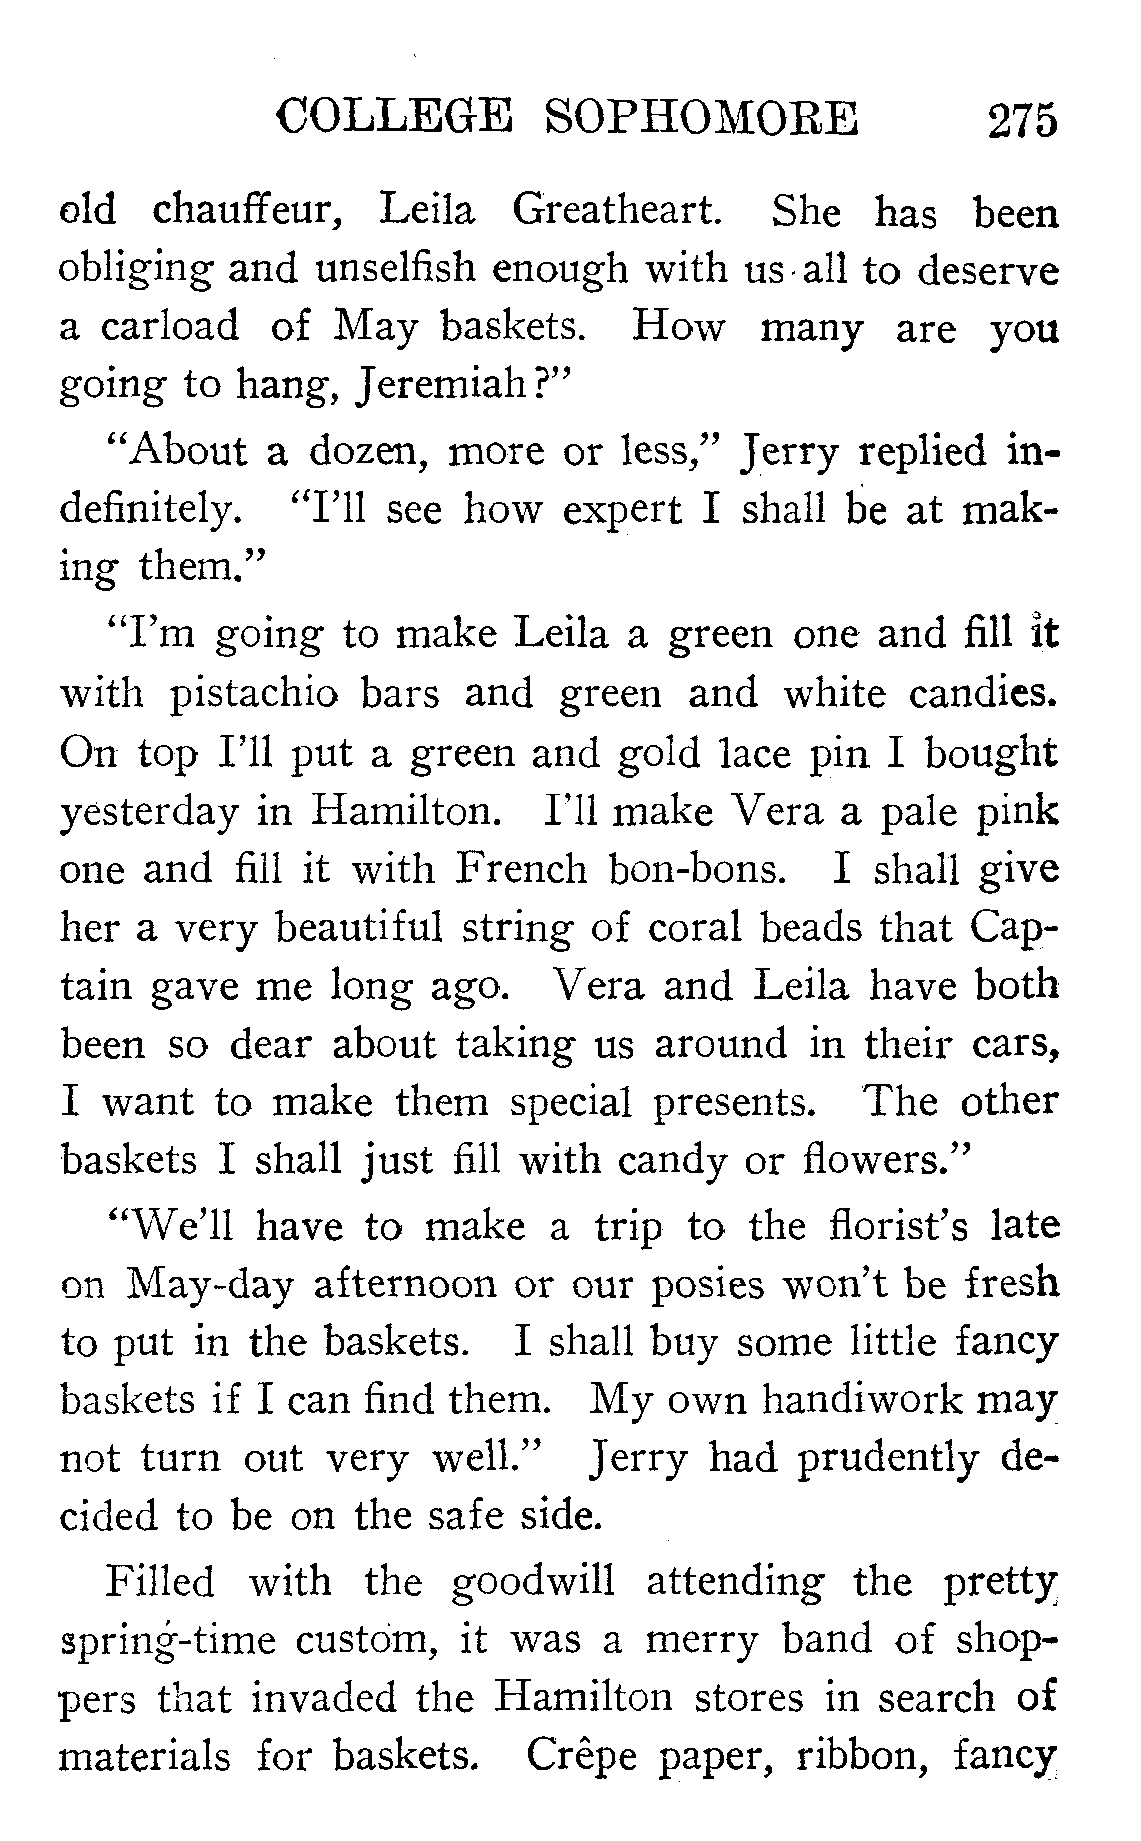 COLLEGE SOPHOMORE 275
old chauffeur, Leila Greatheart. She has been
obliging and unselfish enough with us all to deserve
a carload of May baskets. How many are you
going to hang, Jeremiah?”
“About a dozen, more or less,” Jerry replied in-
definitely. “I’ll see how expert I shall be at mak-
ing them.”
“I’m going to make Leila a green one and fill it
with pistachio bars and green and white candies.
On top I’ll put a green and gold lace pin I bought
yesterday in Hamilton. I’ll make Vera a pale pink
one and fill it with French bon-bons. I shall give
her a very beautiful string of coral beads that Cap-
tain gave me long ago. Vera and Leila have both
been so dear about taking us around in their cars,
I want to make them special presents. The other
baskets I shall just fill with candy or flowers.”
“We’ll have to make a trip to the florist’s late
on May-day afternoon or our posies won’t be fresh
to put in the baskets. I shall buy some little fancy
baskets if I can find them. My own handiwork may
not turn out very well.” Jerry had prudently de-
cided to be on the safe side.
Filled with the goodwill attending the pretty
spring-time custom, it was a merry band of shop-
pers that invaded the Hamilton stores in search of
materials for baskets. Crêpe paper, ribbon, fancy